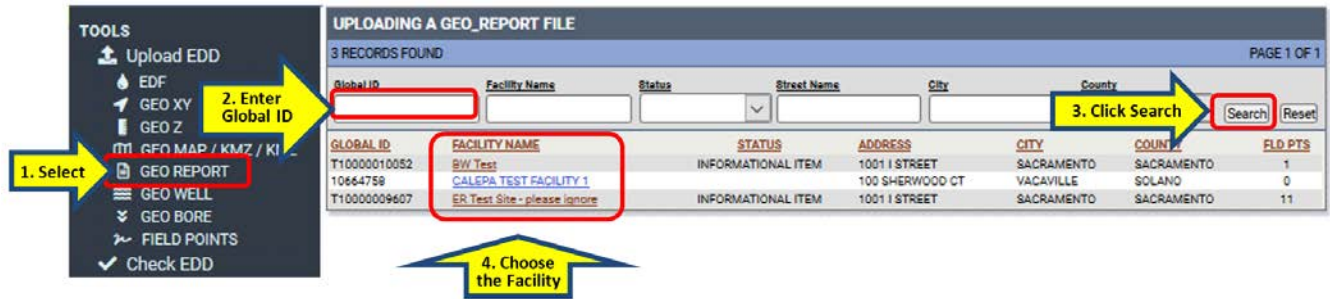 TOOLS
Upload EDD
EDF
GEO XY
GEO Z
GEO MAP / KMZ /
GEO REPORT
GEO WELL
GEO BORE
FIELD POINTS
Check EDD
1. Select
2. Enter
Global ID
UPLOADING A GEO_REPORT FILE
3 RECORDS FOUND PAGE 1 OF 1
Global ID Facility Name Status Street Name City County
3. Click Search
Search Reset
GLOBAL ID FACILITY NAME STATUS ADDRESS CITY COUNTY FLD PTS
T10000010052 BW Test INFORMATIONAL ITEM 1001 I STREET SACRAMENTO SACRAMENTO 1
10664758 CALEPA TEST FACILITY 1 100 SHERWOOD CT VACAVILLE SOLANO 0
T10000009607 ER Test Site - please ignore INFORMATIONAL ITEM 1001 I STREET SACRAMENTO SACRAMENTO 11
4. Choose
the Facility